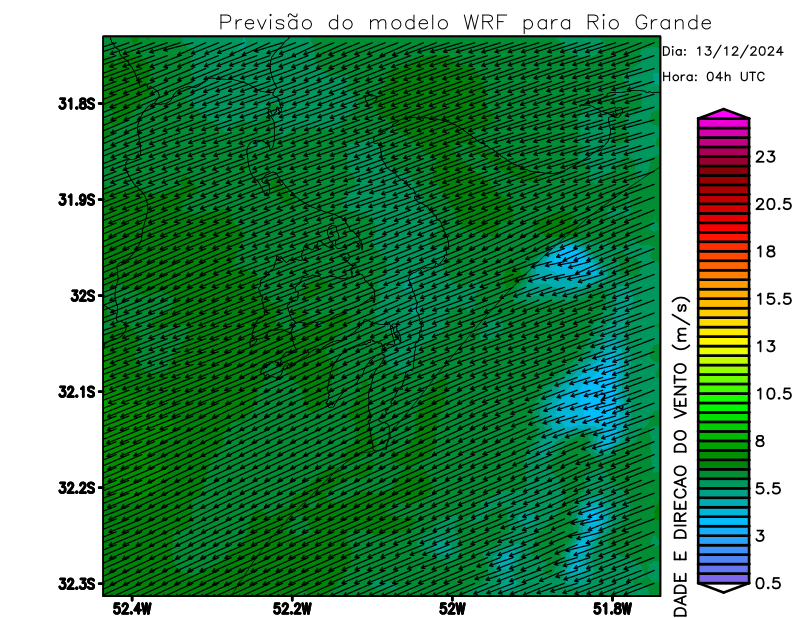 Previsão do modelo WRF para Rio Grande
Dia: 13/12/2024
Hora: 04h UTC
31.8S
31.9S
32S
32.1S
32.2S
32.3S
52.4W
52.2W
52W
51.8W
DADE E DIRECAO DO VENTO (m/s)
23
20.5
18
15.5
13
10.5
8
5.5
3
0.5